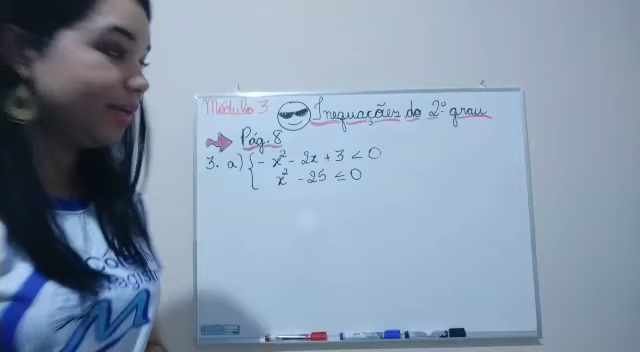 Módulo 3 Inequações do 2º grau
Pág. 8
3. a) { - x² - 2x + 3 < 0
x² - 25 ≤ 0